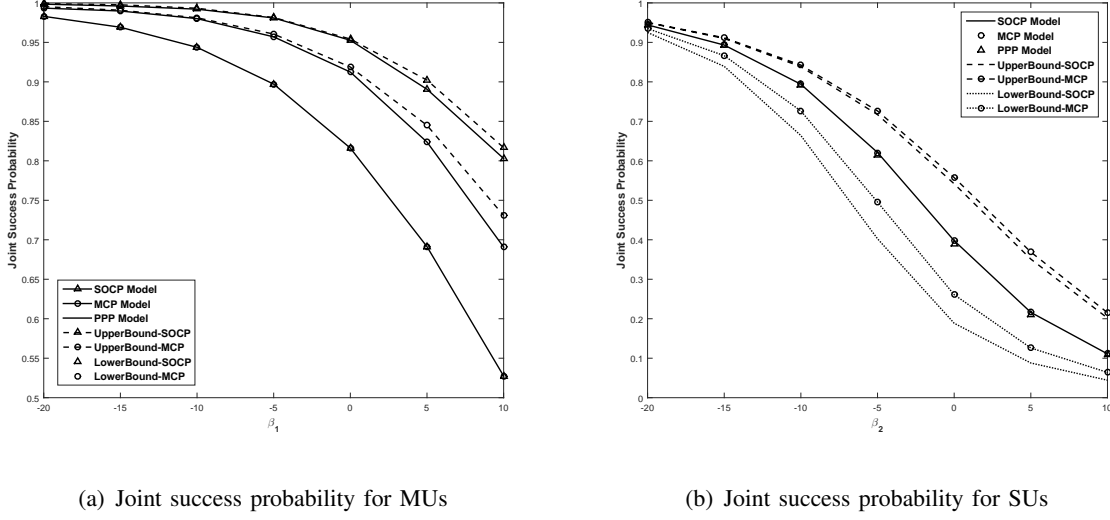 Joint Success Probability
1
0.95
0.9
0.85
0.8
0.75
0.7
0.65
0.6
0.55
0.5
SOCP Model
MCP Model
PPP Model
UpperBound-SOCP
UpperBound-MCP
LowerBound-SOCP
LowerBound-MCP
-20 -15 -10 -5 0 5 10
β1
(a) Joint success probability for MUs
Joint Success Probability
1
0.9
0.8
0.7
0.6
0.5
0.4
0.3
0.2
0.1
0
SOCP Model
MCP Model
PPP Model
UpperBound-SOCP
UpperBound-MCP
LowerBound-SOCP
LowerBound-MCP
-20 -15 -10 -5 0 5 10
β2
(b) Joint success probability for SUs